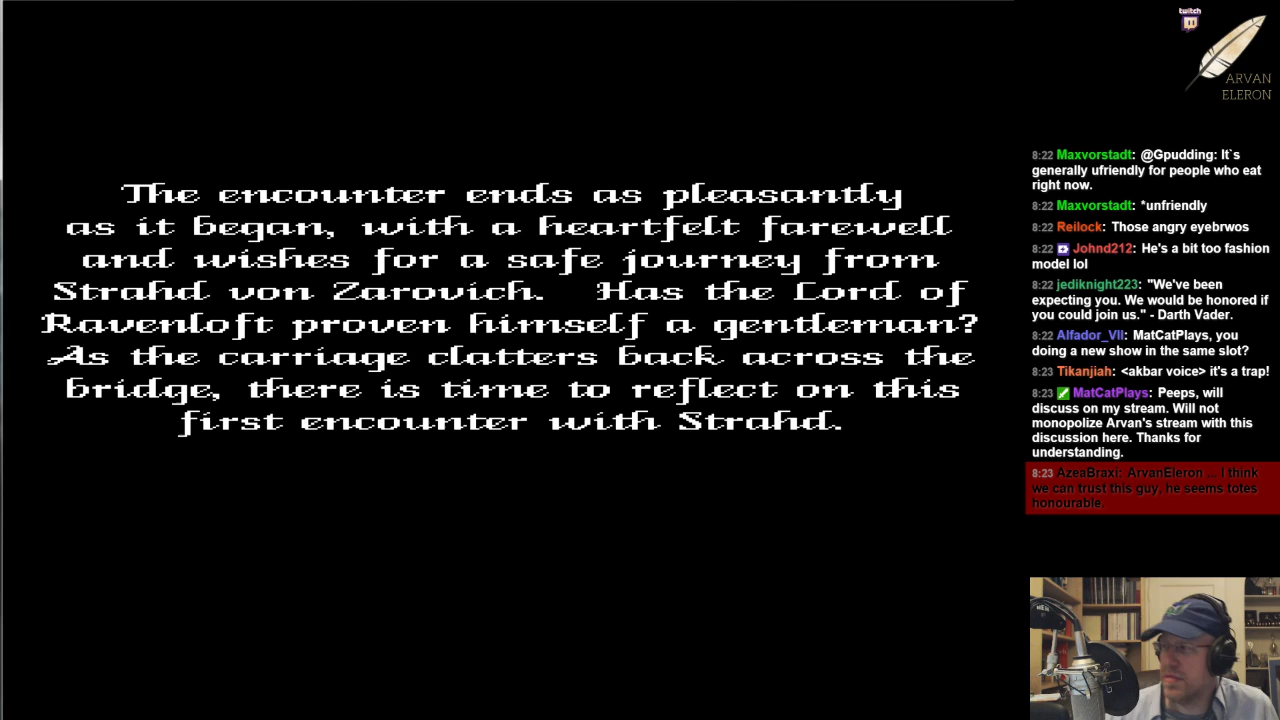 The encounter ends as pleasantly
as it began, with a heartfelt farewell
and wishes for a safe journey from
Strahd von Zarovich. Has the Lord of
Ravenloft proven himself a gentleman?
As the carriage clatters back across the
bridge, there is time to reflect on this
first encounter with Strahd.
twitch
ARVAN
ELERON
8:22 Maxvorstadt: @Gpudding: It`s
generally ufriendly for people who eat
right now.
8:22 Maxvorstadt: *unfriendly
8:22 Reilock: Those angry eyebrwos
8:22 Johnd212: He's a bit too fashion
model lol
8:22 jediknight223: "We've been
expecting you. We would be honored if
you could join us." - Darth Vader.
8:22 Alfador_VII: MatCatPlays, you
doing a new show in the same slot?
8:23 Tikanjiah: <akbar voice> it's a trap!
8:23 MatCatPlays: Peeps, will
discuss on my stream. Will not
monopolize Arvan's stream with this
discussion here. Thanks for
understanding.
8:23 AzeaBraxi: ArvanEleron ... I think
we can trust this guy, he seems totes
honourable.